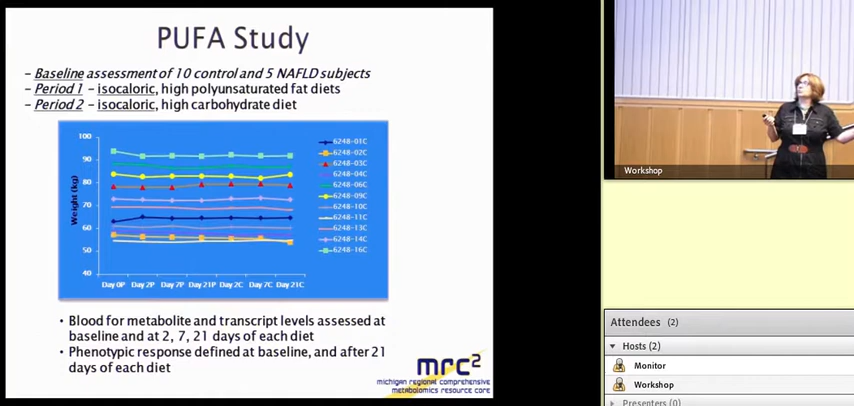 PUFA Study
– Baseline assessment of 10 control and 5 NAFLD subjects
– Period 1 – isocaloric, high polyunsaturated fat diets
– Period 2 – isocaloric, high carbohydrate diet
100
90
80
70
60
50
40
Weight (kg)
Day 0P Day 2P Day 7P Day 21P Day 2C Day 7C Day 21C
6248-01C
6248-02C
6248-03C
6248-04C
6248-06C
6248-09C
6248-10C
6248-11C
6248-13C
6248-14C
6248-16C
• Blood for metabolite and transcript levels assessed at
baseline and at 2, 7, 21 days of each diet
• Phenotypic response defined at baseline, and after 21
days of each diet
mrc2
michigan regional comprehensive
metabolomics resource core
Workshop
Attendees (2)
Hosts (2)
Monitor
Workshop
Presenters (0)